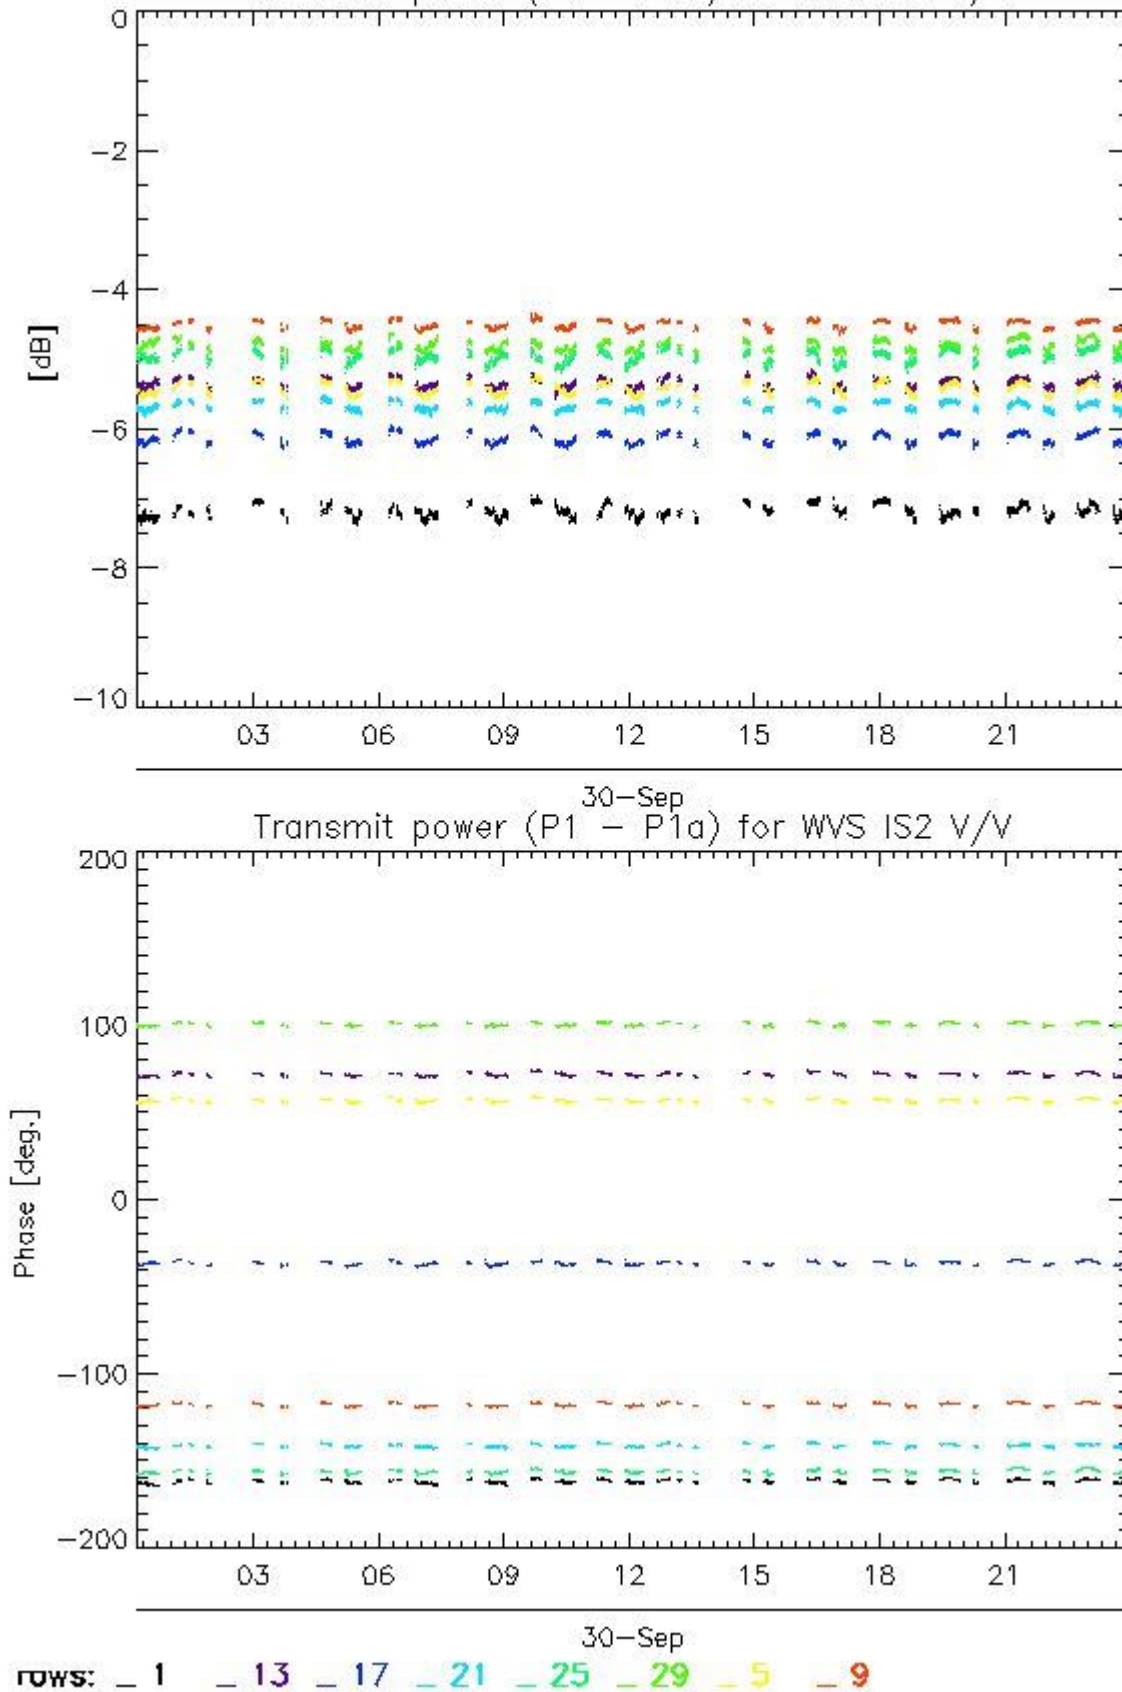 0
-2
-4
[dB]
-6
-8
-10
03 06 09 12 15 18 21
30-Sep
Transmit power (P1 - P1a) for WVS IS2 V/V
200
100
0
Phase [deg.]
-100
-200
03 06 09 12 15 18 21
30-Sep
rows: _ 1 _ 13 _ 17 _ 21 _ 25 _ 29 _ 5 _ 9